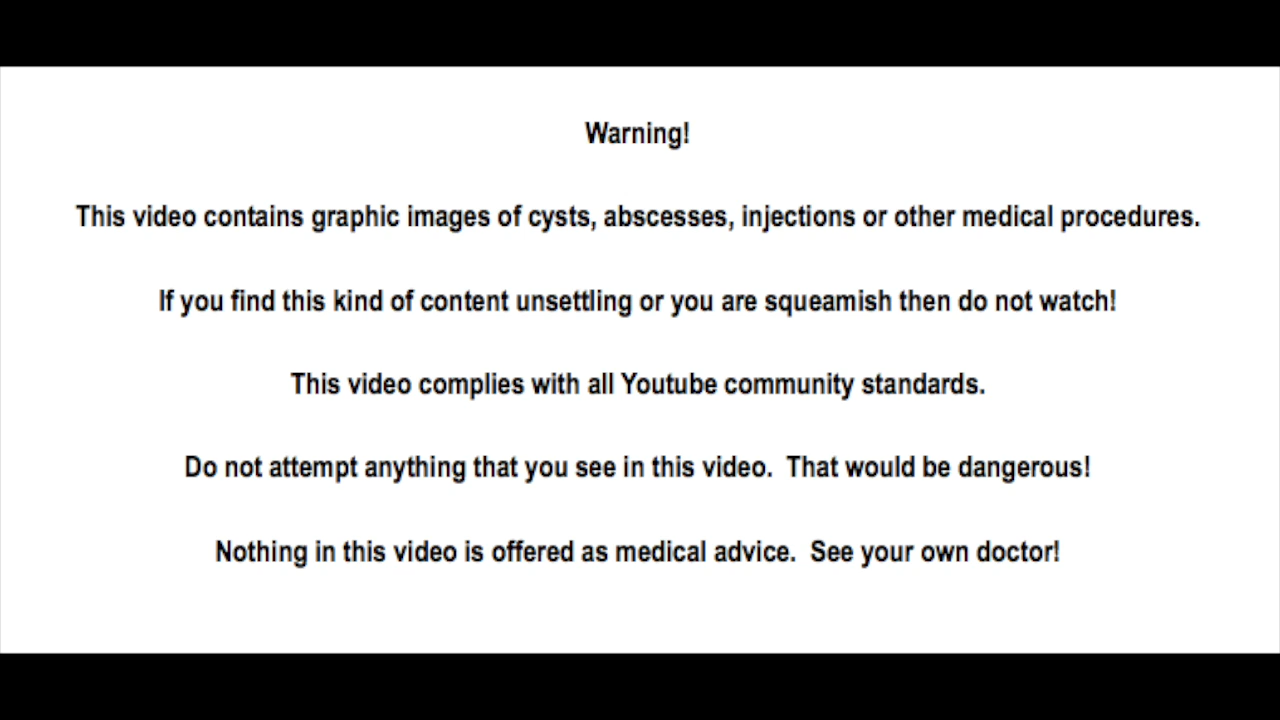 Warning!
This video contains graphic images of cysts, abscesses, injections or other medical procedures.
If you find this kind of content unsettling or you are squeamish then do not watch!
This video complies with all Youtube community standards.
Do not attempt anything that you see in this video.  That would be dangerous!
Nothing in this video is offered as medical advice.  See your own doctor!